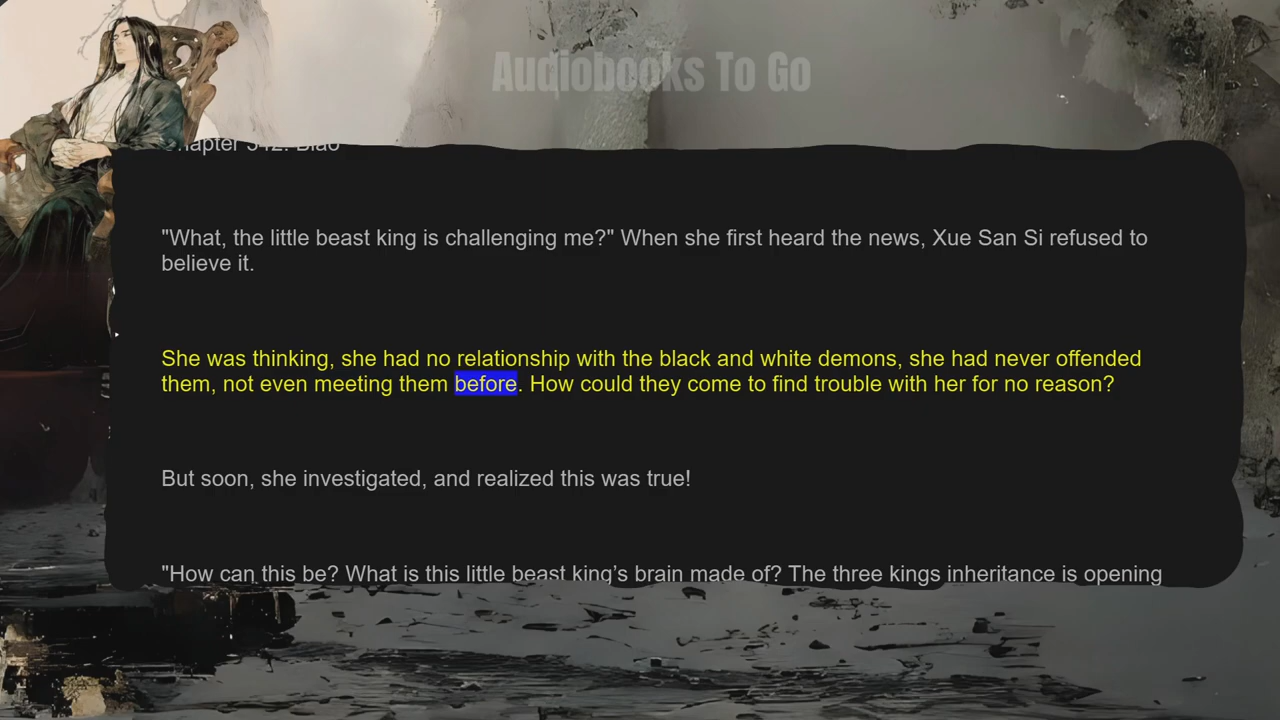 Audiobooks To Go
Chapter 342: Biao
"What, the little beast king is challenging me?" When she first heard the news, Xue San Si refused to
believe it.
She was thinking, she had no relationship with the black and white demons, she had never offended
them, not even meeting them before. How could they come to find trouble with her for no reason?
But soon, she investigated, and realized this was true!
"How can this be? What is this little beast king’s brain made of? The three kings inheritance is opening